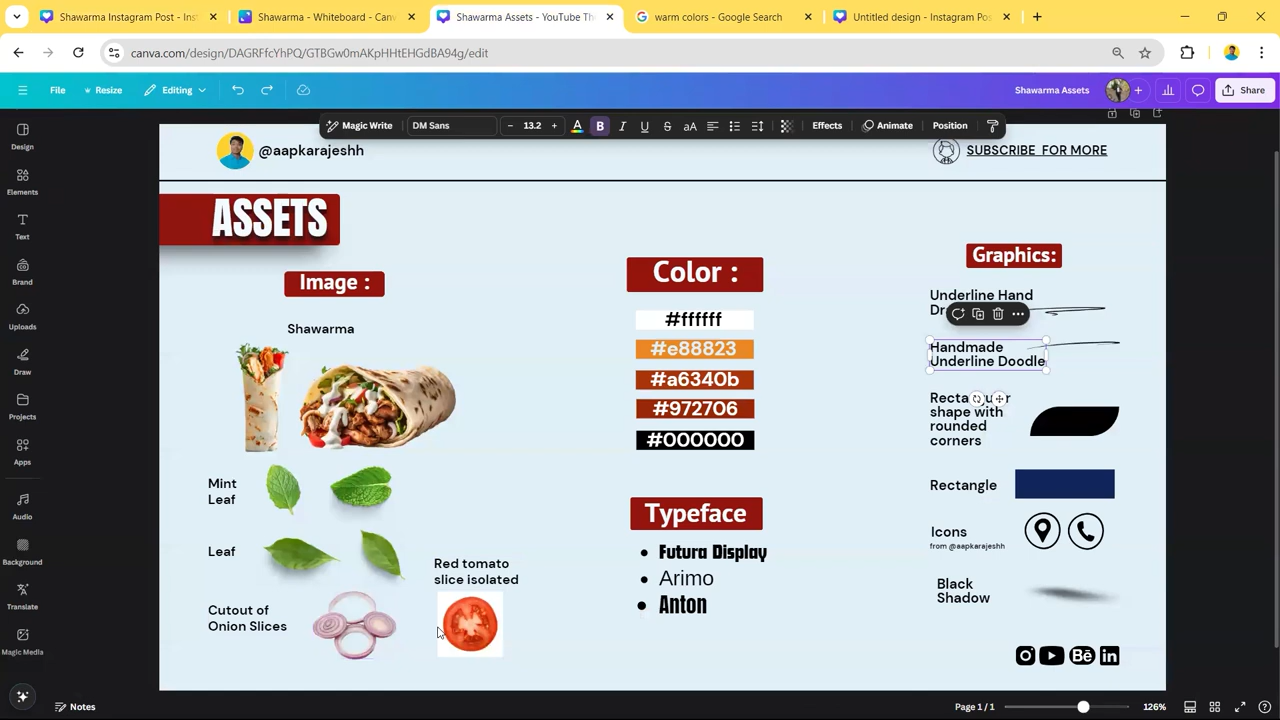 Shawarma Instagram Post - Inst
Shawarma - Whiteboard - Canv
Shawarma Assets - YouTube Th
warm colors - Google Search
Untitled design - Instagram Pos
canva.com/design/DAGRFfcYhPQ/GTBGw0mAKpHHtEHGdBA94g/edit
File
Resize
Editing
Shawarma Assets
Share
Magic Write
DM Sans
– 13.2 +
A
B
I
U
S
aA
Effects
Animate
Position
Design
Elements
Text
Brand
Uploads
Draw
Projects
Apps
Audio
Background
Translate
Magic Media
@aapkarajeshh
SUBSCRIBE FOR MORE
ASSETS
Image :
Shawarma
Mint
Leaf
Leaf
Cutout of
Onion Slices
Red tomato
slice isolated
Color :
#ffffff
#e88823
#a6340b
#972706
#000000
Typeface
• Futura Display
• Arimo
• Anton
Graphics:
Underline Hand
Handmade
Underline Doodle
shape with
rounded
corners
Rectangle
Icons
from @aapkarajeshh
Black
Shadow
Bē
in
Notes
Page 1 / 1
126%